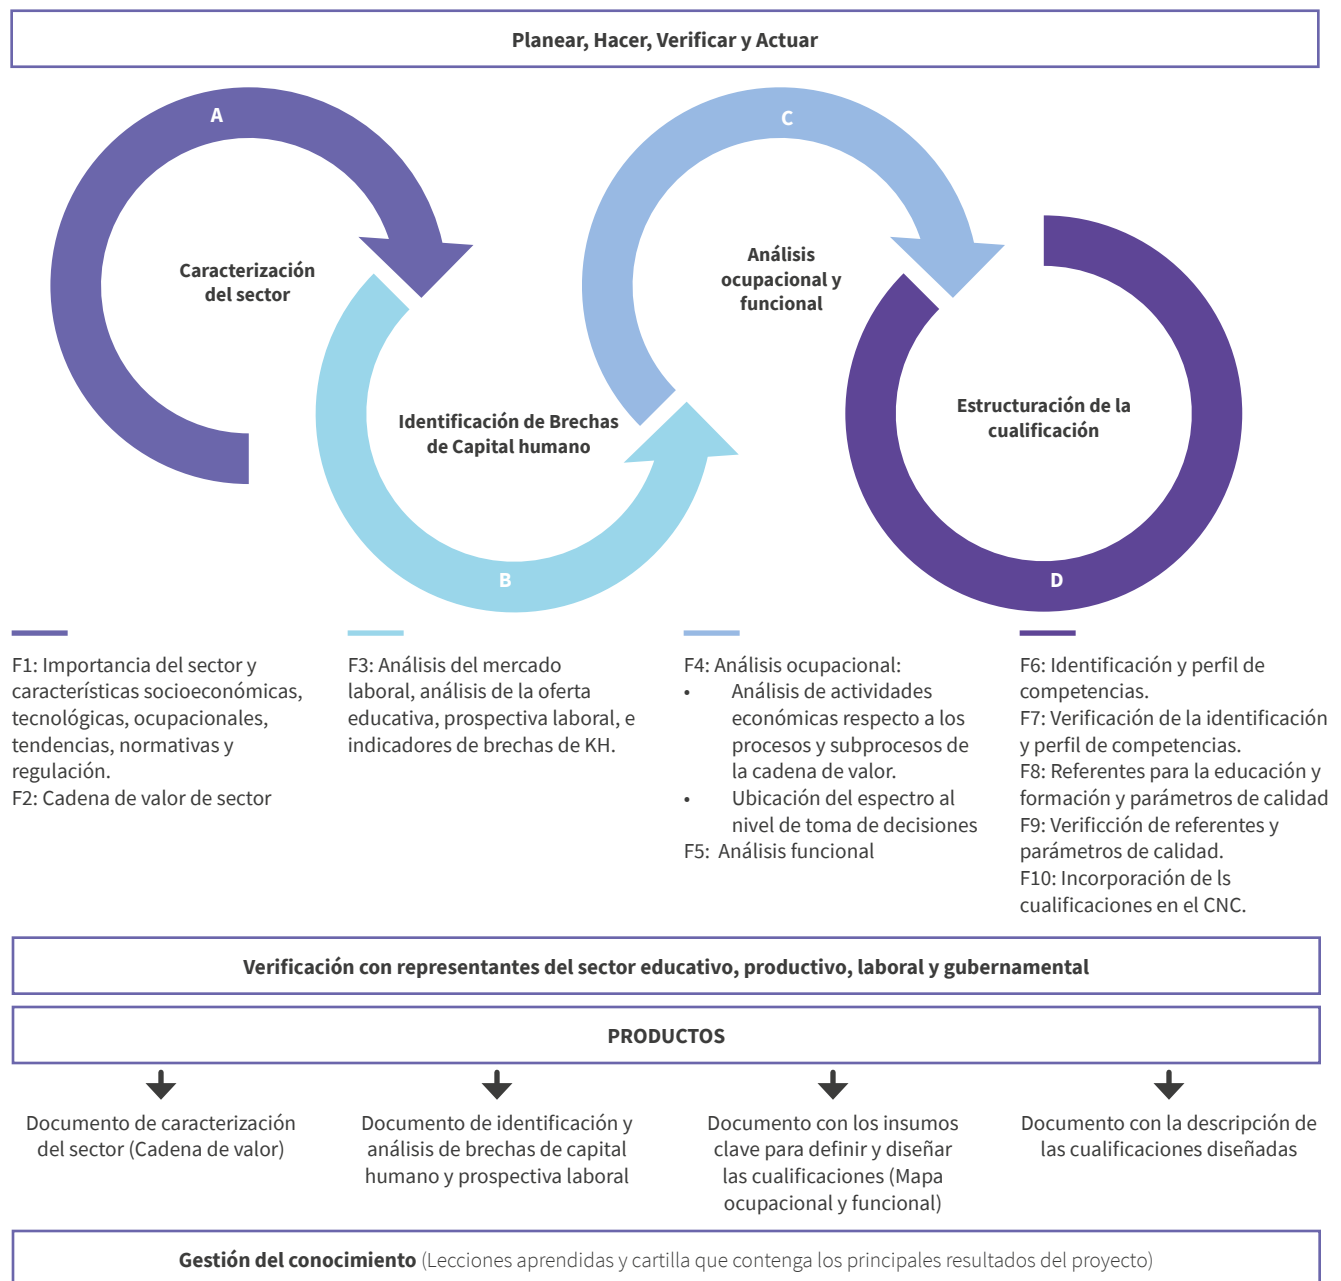 Planear, Hacer, Verificar y Actuar
A
C
Caracterización
del sector
Análisis
ocupacional y
funcional
Identificación de Brechas
de Capital humano
Estructuración de la
cualificación
B
D
F1: Importancia del sector y
características socioeconómicas,
tecnológicas, ocupacionales,
tendencias, normativas y
regulación.
F2: Cadena de valor de sector
F3: Análisis del mercado
laboral, análisis de la oferta
educativa, prospectiva laboral, e
indicadores de brechas de KH.
F4: Análisis ocupacional:
• Análisis de actividades
económicas respecto a los
procesos y subprocesos de
la cadena de valor.
• Ubicación del espectro al
nivel de toma de decisiones
F5: Análisis funcional
F6: Identificación y perfil de
competencias.
F7: Verificación de la identificación
y perfil de competencias.
F8: Referentes para la educación y
formación y parámetros de calidad
F9: Verificción de referentes y
parámetros de calidad.
F10: Incorporación de ls
cualificaciones en el CNC.
Verificación con representantes del sector educativo, productivo, laboral y gubernamental
PRODUCTOS
Documento de caracterización
del sector (Cadena de valor)
Documento de identificación y
análisis de brechas de capital
humano y prospectiva laboral
Documento con los insumos
clave para definir y diseñar
las cualificaciones (Mapa
ocupacional y funcional)
Documento con la descripción de
las cualificaciones diseñadas
Gestión del conocimiento (Lecciones aprendidas y cartilla que contenga los principales resultados del proyecto)